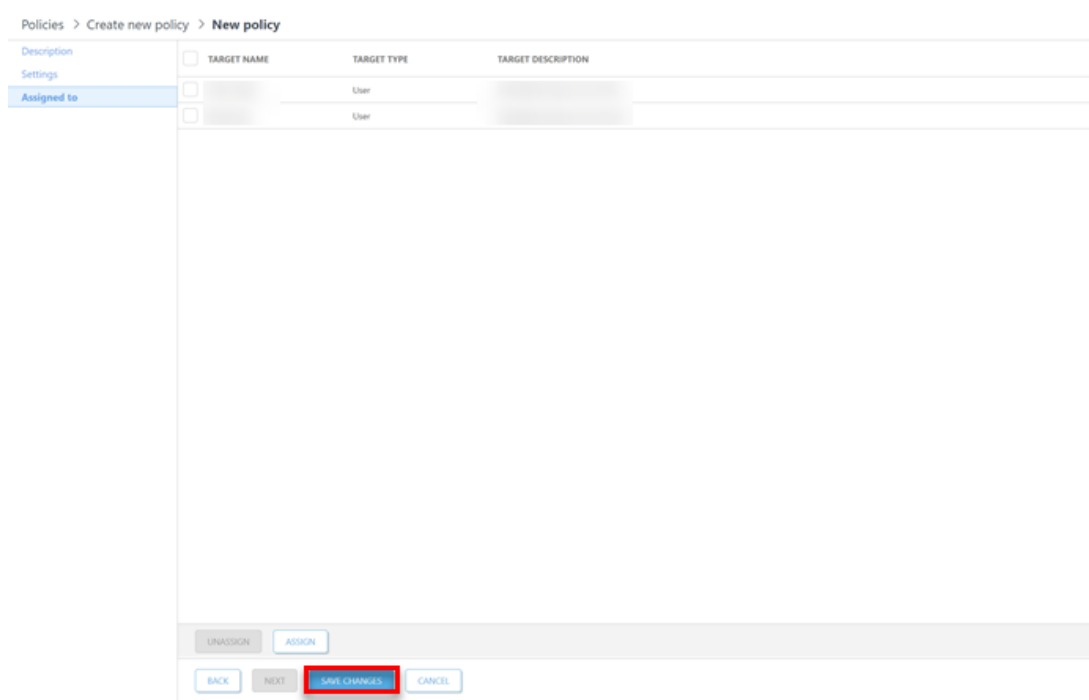 Policies > Create new policy > New policy
Description
Settings
Assigned to
TARGET NAME TARGET TYPE TARGET DESCRIPTION
User
User
UNASSIGN ASSIGN
BACK NEXT SAVE CHANGES CANCEL